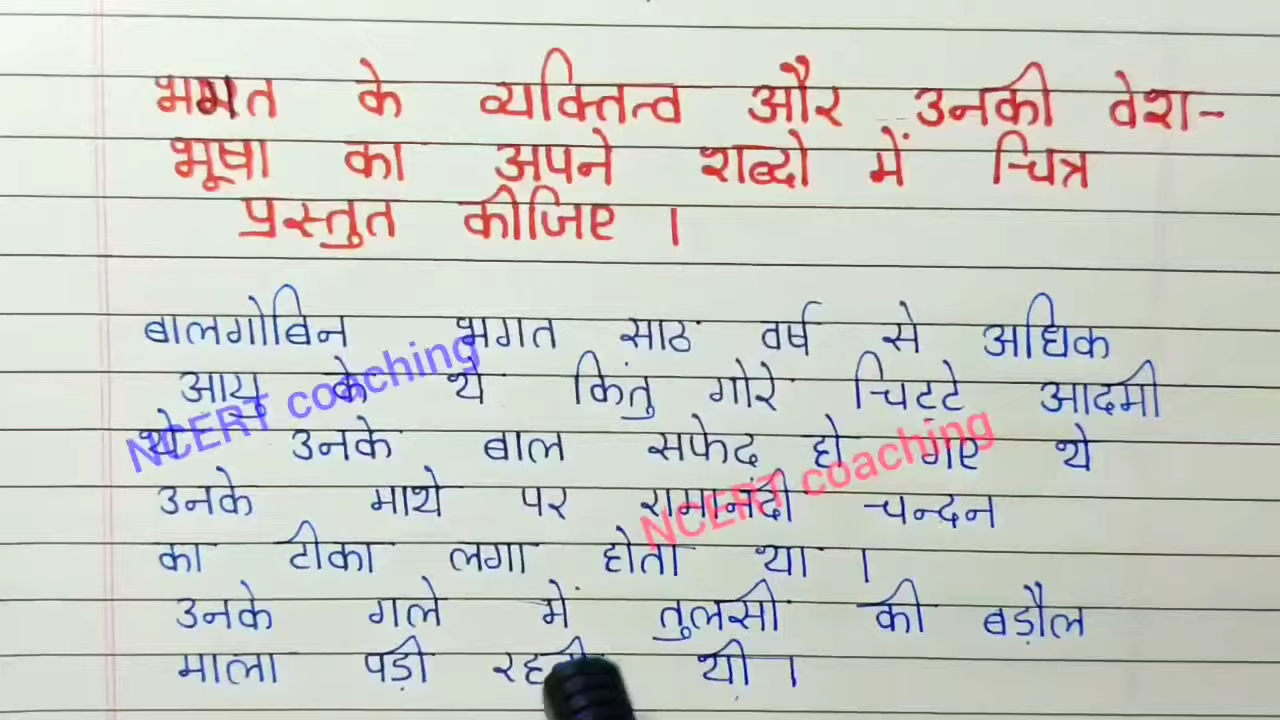 भगत के व्यक्तित्व और उनकी वेश-
भूषा का अपने शब्दो में चित्र
प्रस्तुत कीजिए ।
बालगोबिन भगत साठ वर्ष से अधिक
आयु के थे किंतु गोरे चिट्टे आदमी
थे उनके बाल सफेद हो गए थे
उनके माथे पर रामानंदी चन्दन
का टीका लगा होता था ।
उनके गले में तुलसी की बड़ौल
माला पड़ी रहती थी ।
NCERT coaching
NCERT coaching